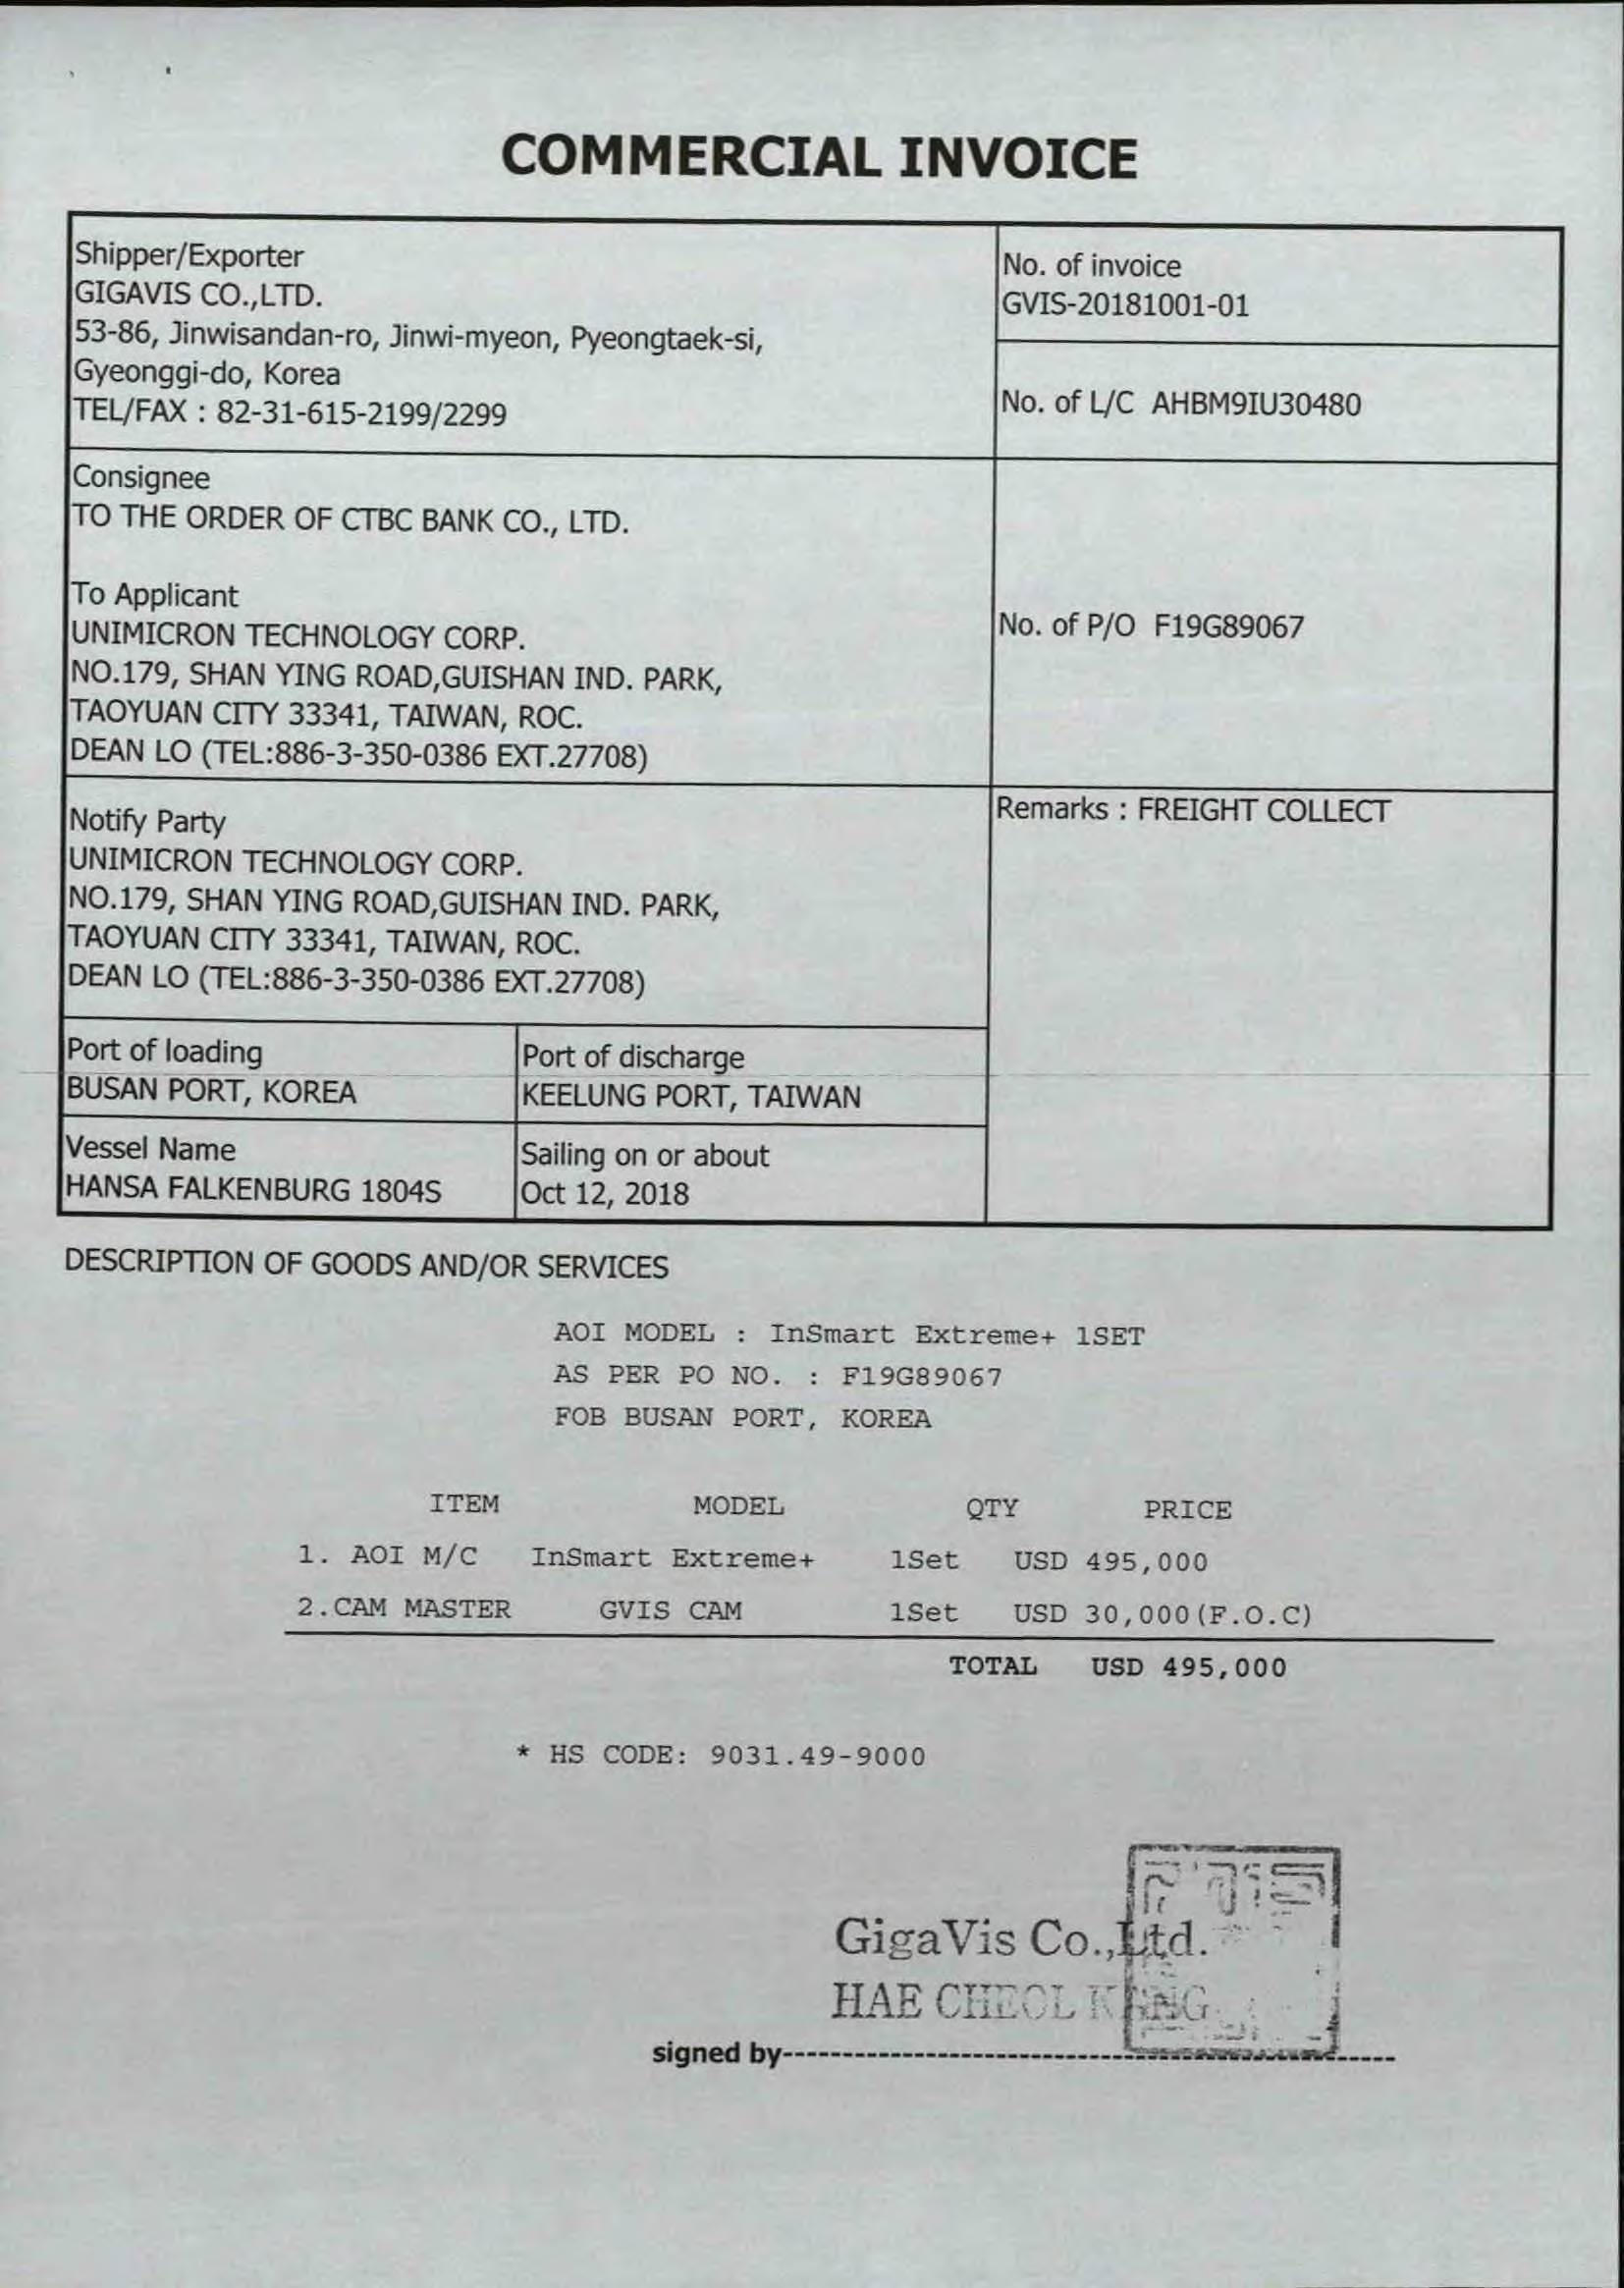 COMMERCIAL INVOICE
Shipper/Exporter
GIGAVIS CO.,LTD.
53-86, Jinwisandan-ro, Jinwi-myeon, Pyeongtaek-si,
Gyeonggi-do, Korea
TEL/FAX : 82-31-615-2199/2299
No. of invoice
GVIS-20181001-01
No. of L/C AHBM9IU30480
Consignee
TO THE ORDER OF CTBC BANK CO., LTD.
To Applicant
UNIMICRON TECHNOLOGY CORP.
NO.179, SHAN YING ROAD,GUISHAN IND. PARK,
TAOYUAN CITY 33341, TAIWAN, ROC.
DEAN LO (TEL:886-3-350-0386 EXT.27708)
No. of P/O F19G89067
Notify Party
UNIMICRON TECHNOLOGY CORP.
NO.179, SHAN YING ROAD,GUISHAN IND. PARK,
TAOYUAN CITY 33341, TAIWAN, ROC.
DEAN LO (TEL:886-3-350-0386 EXT.27708)
Remarks : FREIGHT COLLECT
Port of loading
BUSAN PORT, KOREA
Port of discharge
KEELUNG PORT, TAIWAN
Vessel Name
HANSA FALKENBURG 1804S
Sailing on or about
Oct 12, 2018
DESCRIPTION OF GOODS AND/OR SERVICES
AOI MODEL : InSmart Extreme+ 1SET
AS PER PO NO. : F19G89067
FOB BUSAN PORT, KOREA
ITEM MODEL QTY PRICE
1. AOI M/C InSmart Extreme+ 1Set USD 495,000
2.CAM MASTER GVIS CAM 1Set USD 30,000(F.O.C)
TOTAL USD 495,000
* HS CODE: 9031.49-9000
GigaVis Co.,Ltd.
HAE CHEOL KANG
signed by